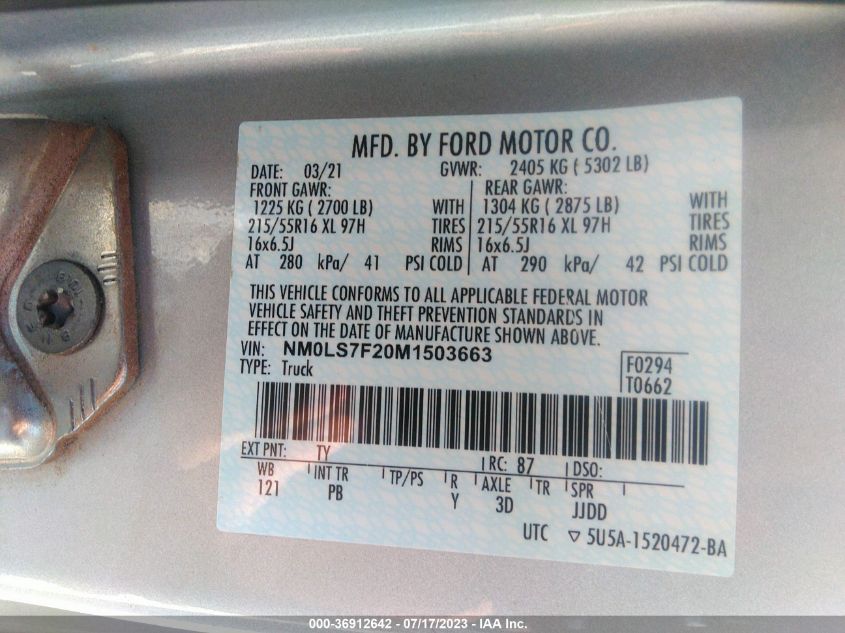 MFD. BY FORD MOTOR CO.
DATE: 03/21 GVWR: 2405 KG ( 5302 LB)
FRONT GAWR: REAR GAWR:
1225 KG ( 2700 LB) WITH 1304 KG ( 2875 LB) WITH
215/55R16 XL 97H TIRES 215/55R16 XL 97H TIRES
16x6.5J RIMS 16x6.5J RIMS
AT 280 kPa/ 41 PSI COLD AT 290 kPa/ 42 PSI COLD
THIS VEHICLE CONFORMS TO ALL APPLICABLE FEDERAL MOTOR
VEHICLE SAFETY AND THEFT PREVENTION STANDARDS IN
EFFECT ON THE DATE OF MANUFACTURE SHOWN ABOVE.
VIN: NM0LS7F20M1503663
TYPE: Truck
F0294
T0662
EXT PNT: TY RC: 87 DSO:
WB INT TR TP/PS R AXLE TR SPR
121 PB Y 3D JJDD
UTC ▽ 5U5A-1520472-BA
000-36912642 - 07/17/2023 - IAA Inc.